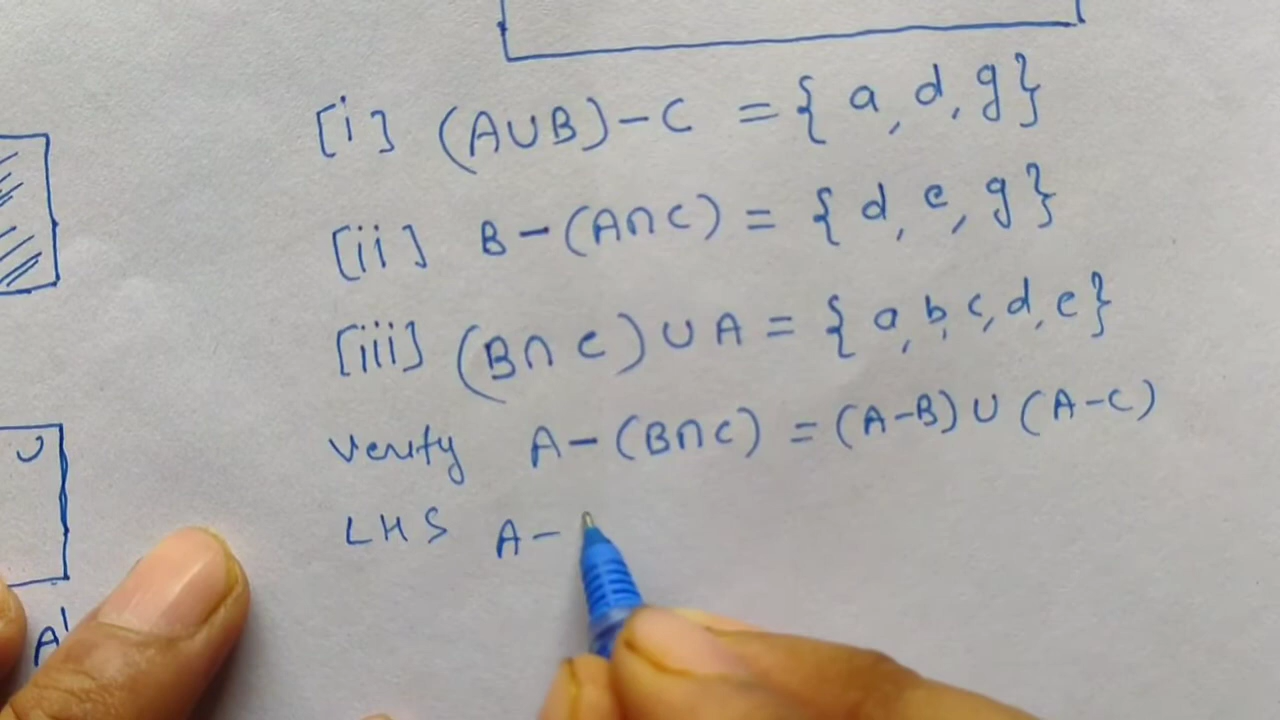 [i] (A∪B)-C = { a, d, g}
[ii] B-(A∩C) = { d, e, g}
[iii] (B∩C)∪A = { a, b, c, d, e}
Verify A-(B∩C) = (A-B)∪(A-C)
LHS A-
U
A'